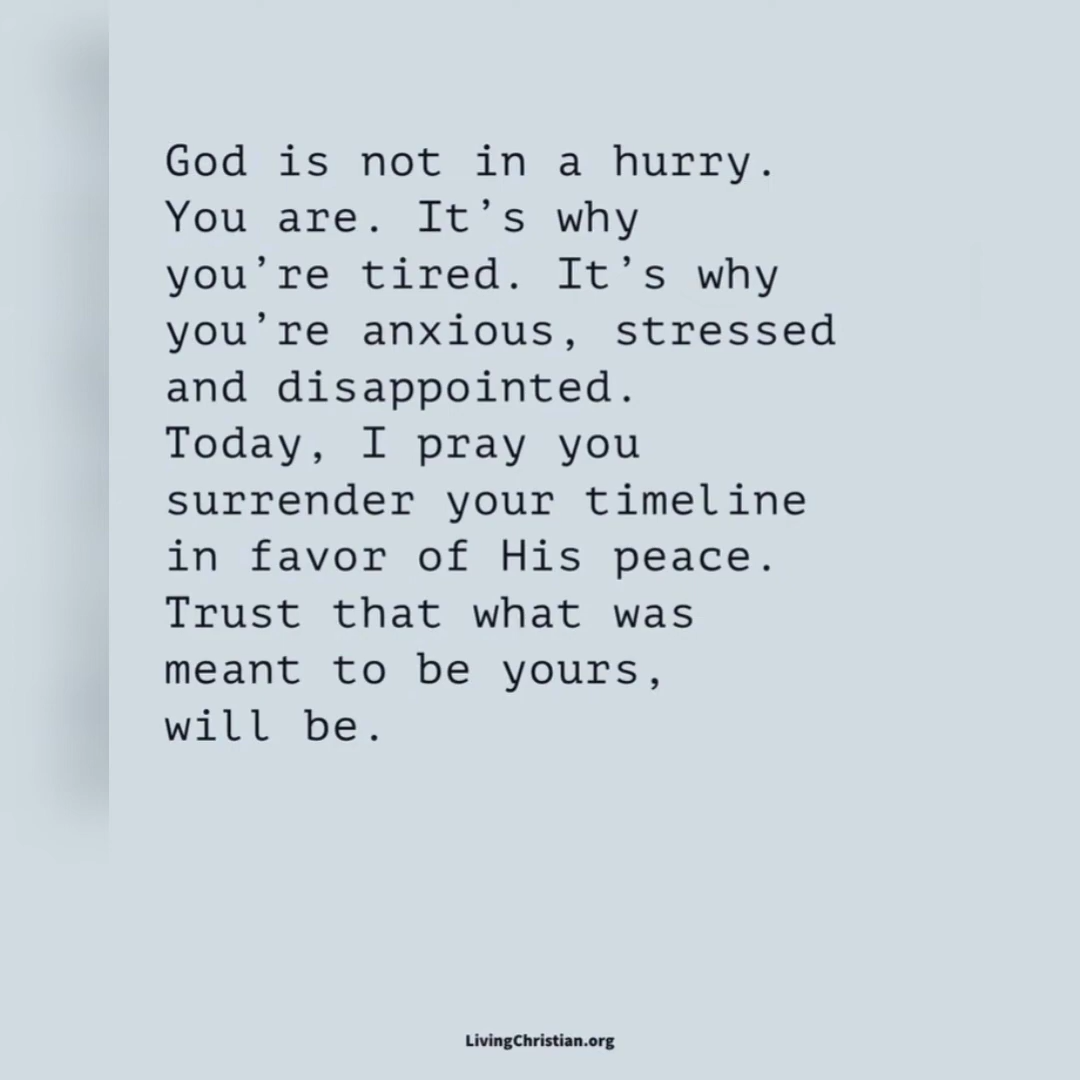 God is not in a hurry.
You are. It’s why
you’re tired. It’s why
you’re anxious, stressed
and disappointed.
Today, I pray you
surrender your timeline
in favor of His peace.
Trust that what was
meant to be yours,
will be.
LivingChristian.org